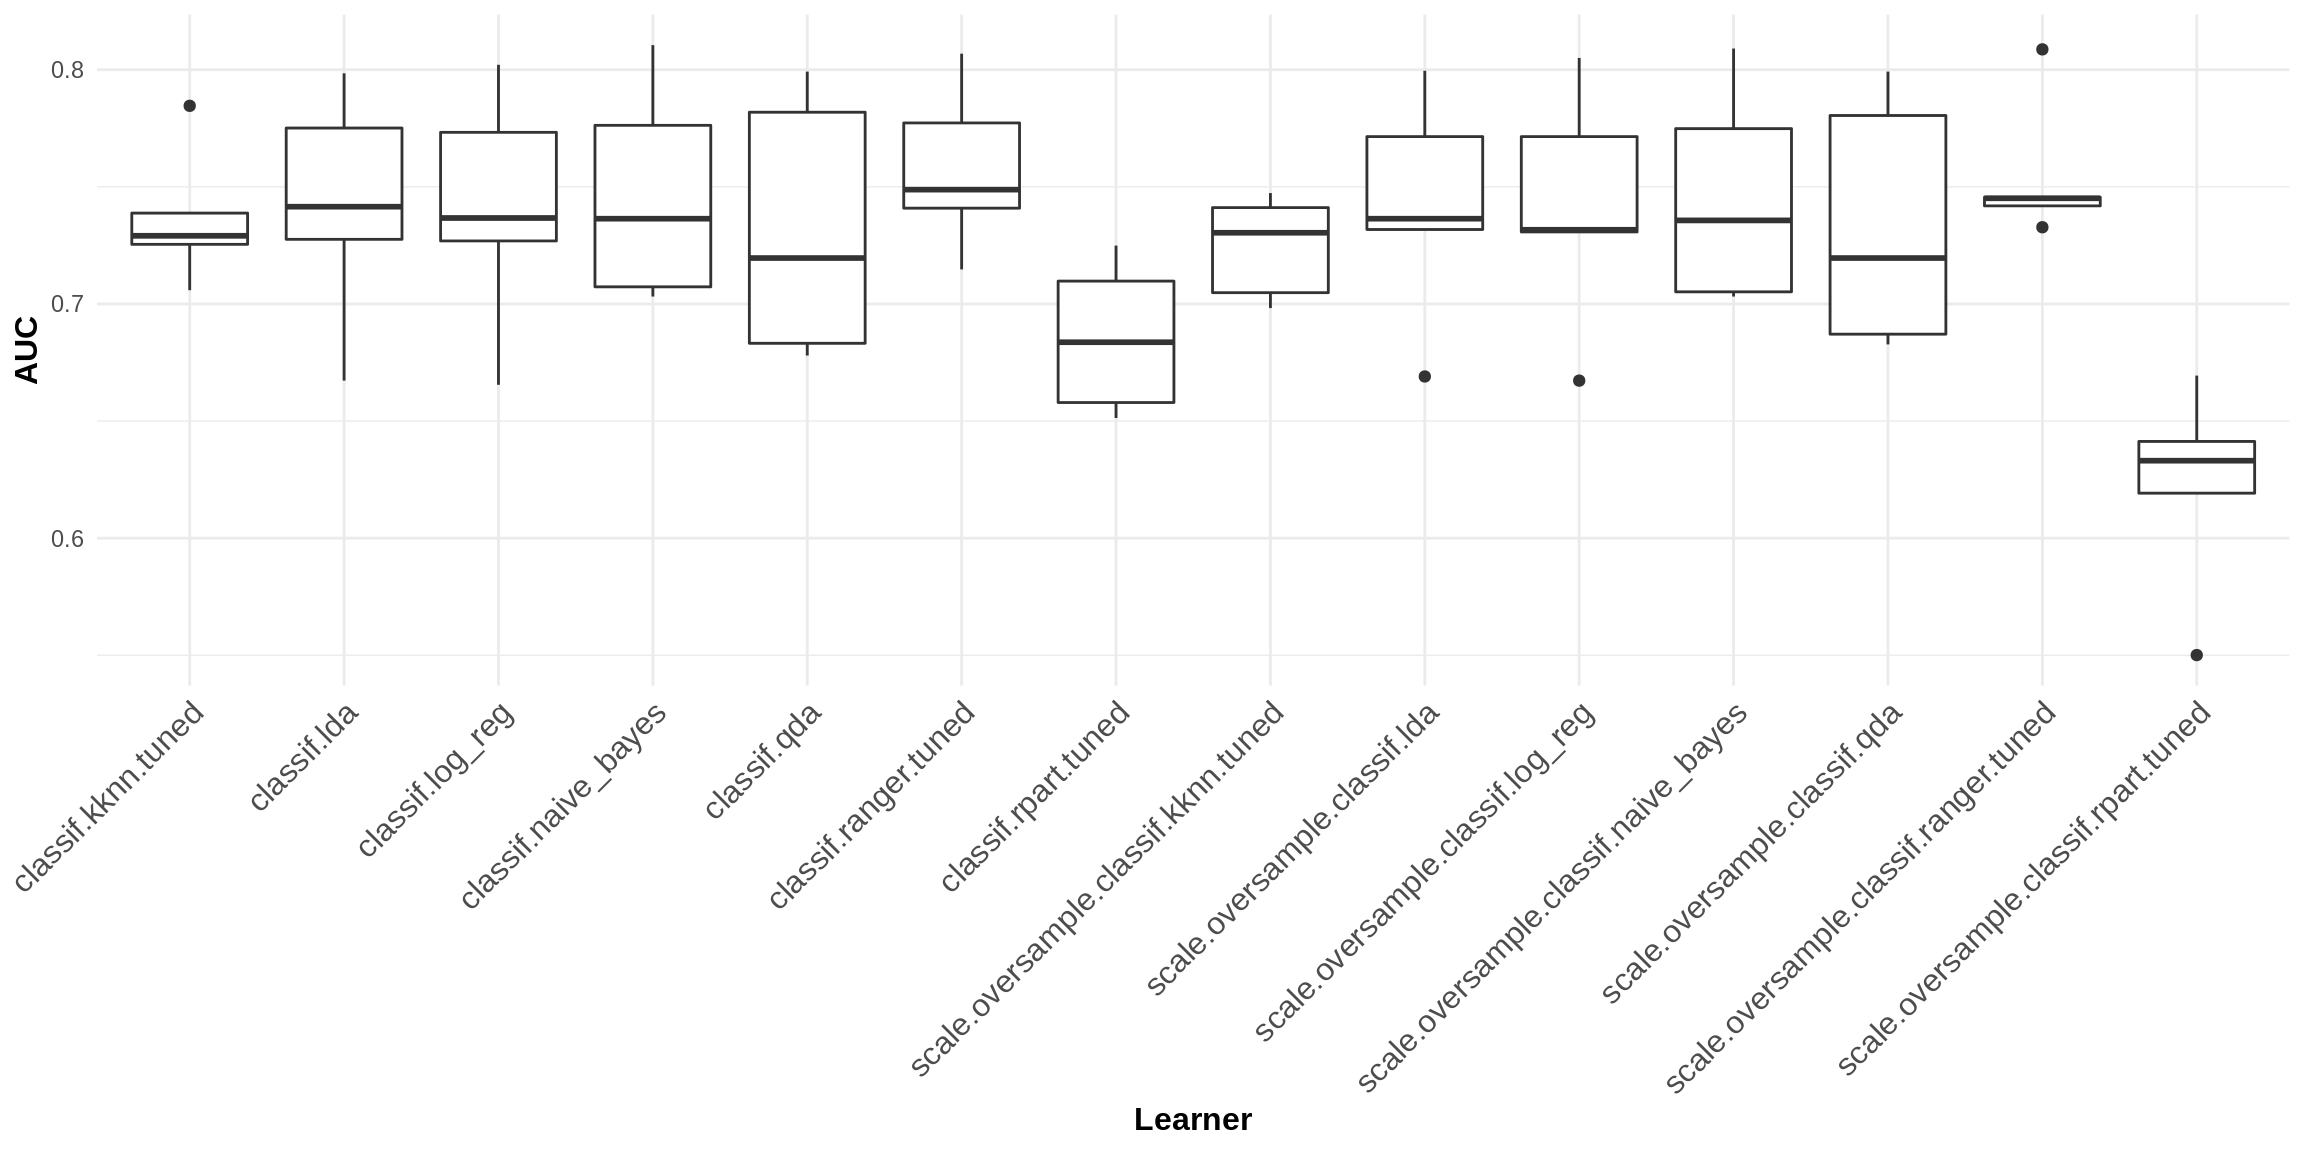 AUC
0.8
0.7
0.6
classif.kknn.tuned
classif.lda
classif.log_reg
classif.naive_bayes
classif.qda
classif.ranger.tuned
classif.rpart.tuned
scale.oversample.classif.kknn.tuned
scale.oversample.classif.lda
scale.oversample.classif.log_reg
scale.oversample.classif.naive_bayes
scale.oversample.classif.qda
scale.oversample.classif.ranger.tuned
scale.oversample.classif.rpart.tuned
Learner